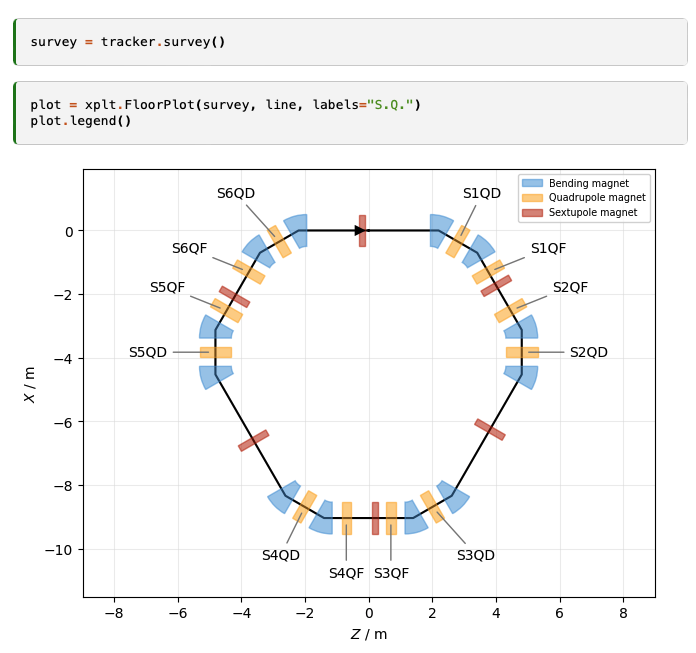 survey = tracker.survey()
plot = xplt.FloorPlot(survey, line, labels="S.Q.")
plot.legend()
Bending magnet
Quadrupole magnet
Sextupole magnet
S6QD
S1QD
S6QF
S1QF
S5QF
S2QF
S5QD
S2QD
S4QD
S3QD
S4QF
S3QF
0
−2
−4
−6
−8
−10
X / m
−8
−6
−4
−2
0
2
4
6
8
Z / m